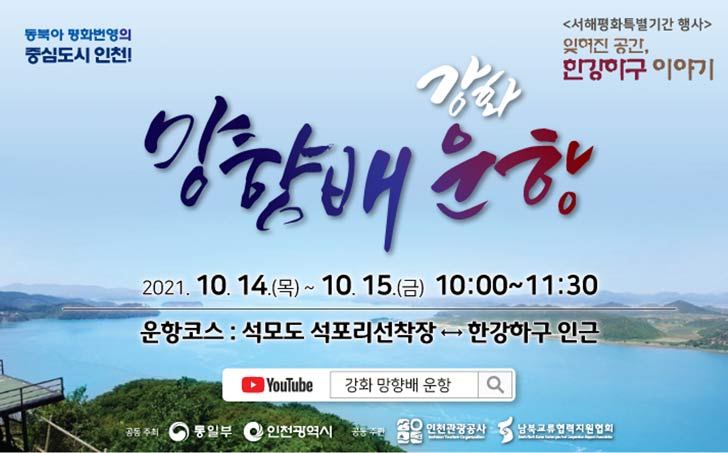 동북아 평화번영의
중심도시 인천!
<서해평화특별기간 행사>
잊혀진 공간,
한강하구 이야기
강화
망향배 운항
2021. 10. 14.(목) ~ 10. 15.(금) 10:00~11:30
운항코스 : 석모도 석포리선착장 ↔ 한강하구 인근
YouTube 강화 망향배 운항
공동 주최 통일부 인천광역시 공동 주관 인천관광공사 남북교류협력지원협회